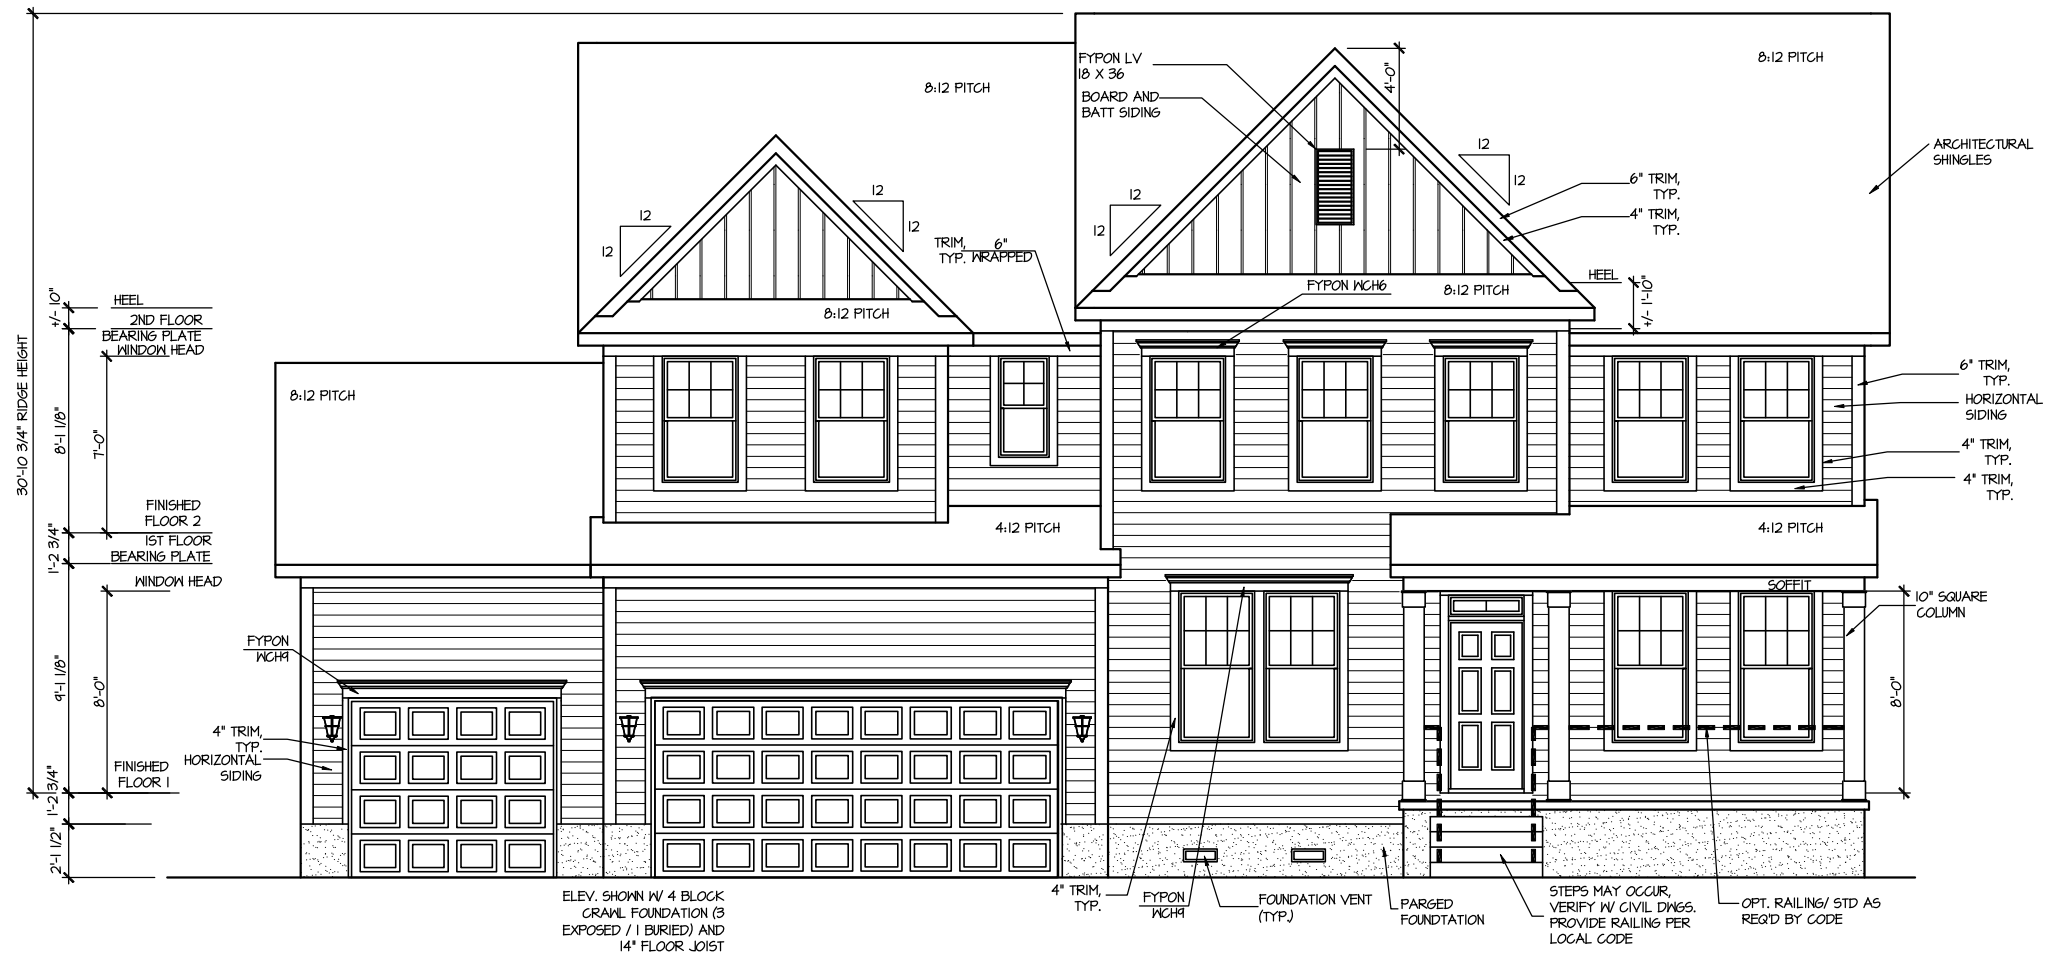 8:12 PITCH
8:12 PITCH
FYPON LV
18 X 36
BOARD AND
BATT SIDING
4'-0"
12
12
ARCHITECTURAL
SHINGLES
6" TRIM,
TYP.
4" TRIM,
TYP.
12
12
12
12
12
12
TRIM, 6"
TYP. WRAPPED
HEEL
+/- 1'-10"
FYPON WCH6
8:12 PITCH
8:12 PITCH
HEEL
+/- 10"
2ND FLOOR
BEARING PLATE
WINDOW HEAD
30'-10 3/4" RIDGE HEIGHT
8'-1 1/8"
7'-0"
8:12 PITCH
6" TRIM,
TYP.
HORIZONTAL
SIDING
4" TRIM,
TYP.
4" TRIM,
TYP.
FINISHED
FLOOR 2
1'-2 3/4"
1ST FLOOR
BEARING PLATE
4:12 PITCH
4:12 PITCH
WINDOW HEAD
SOFFIT
10" SQUARE
COLUMN
FYPON
WCH9
9'-1 1/8"
8'-0"
8'-0"
4" TRIM,
TYP.
HORIZONTAL
SIDING
FINISHED
FLOOR 1
1'-2 3/4"
2'-1 1/2"
ELEV. SHOWN W/ 4 BLOCK
CRAWL FOUNDATION (3
EXPOSED / 1 BURIED) AND
14" FLOOR JOIST
4" TRIM,
TYP.
FYPON
WCH9
FOUNDATION VENT
(TYP.)
PARGED
FOUNDTATION
STEPS MAY OCCUR,
VERIFY W/ CIVIL DWGS.
PROVIDE RAILING PER
LOCAL CODE
OPT. RAILING/ STD AS
REQ'D BY CODE